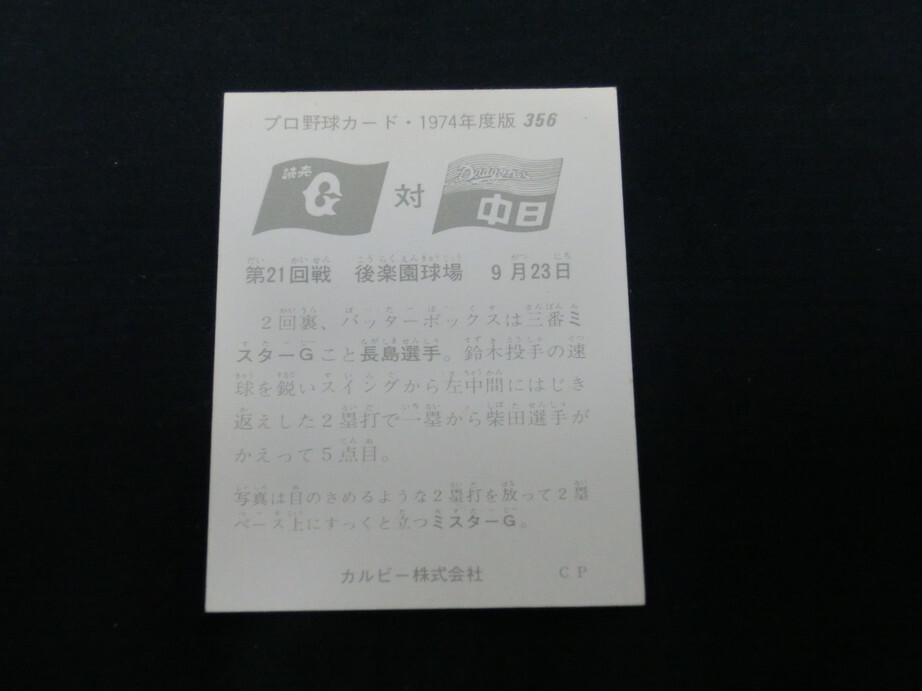 プロ野球カード・1974年度版 356
読売 G 対 Dragons 中日
第21回戦 後楽園球場 9月23日
2回裏、バッターボックスは三番ミ
スターGこと長島選手。鈴木投手の速
球を鋭いスイングから左中間にはじき
返えした2塁打で一塁から柴田選手が
かえって5点目。
写真は目のさめるような2塁打を放って2塁
ベース上にすっくと立つミスターG。
カルビー株式会社 CP